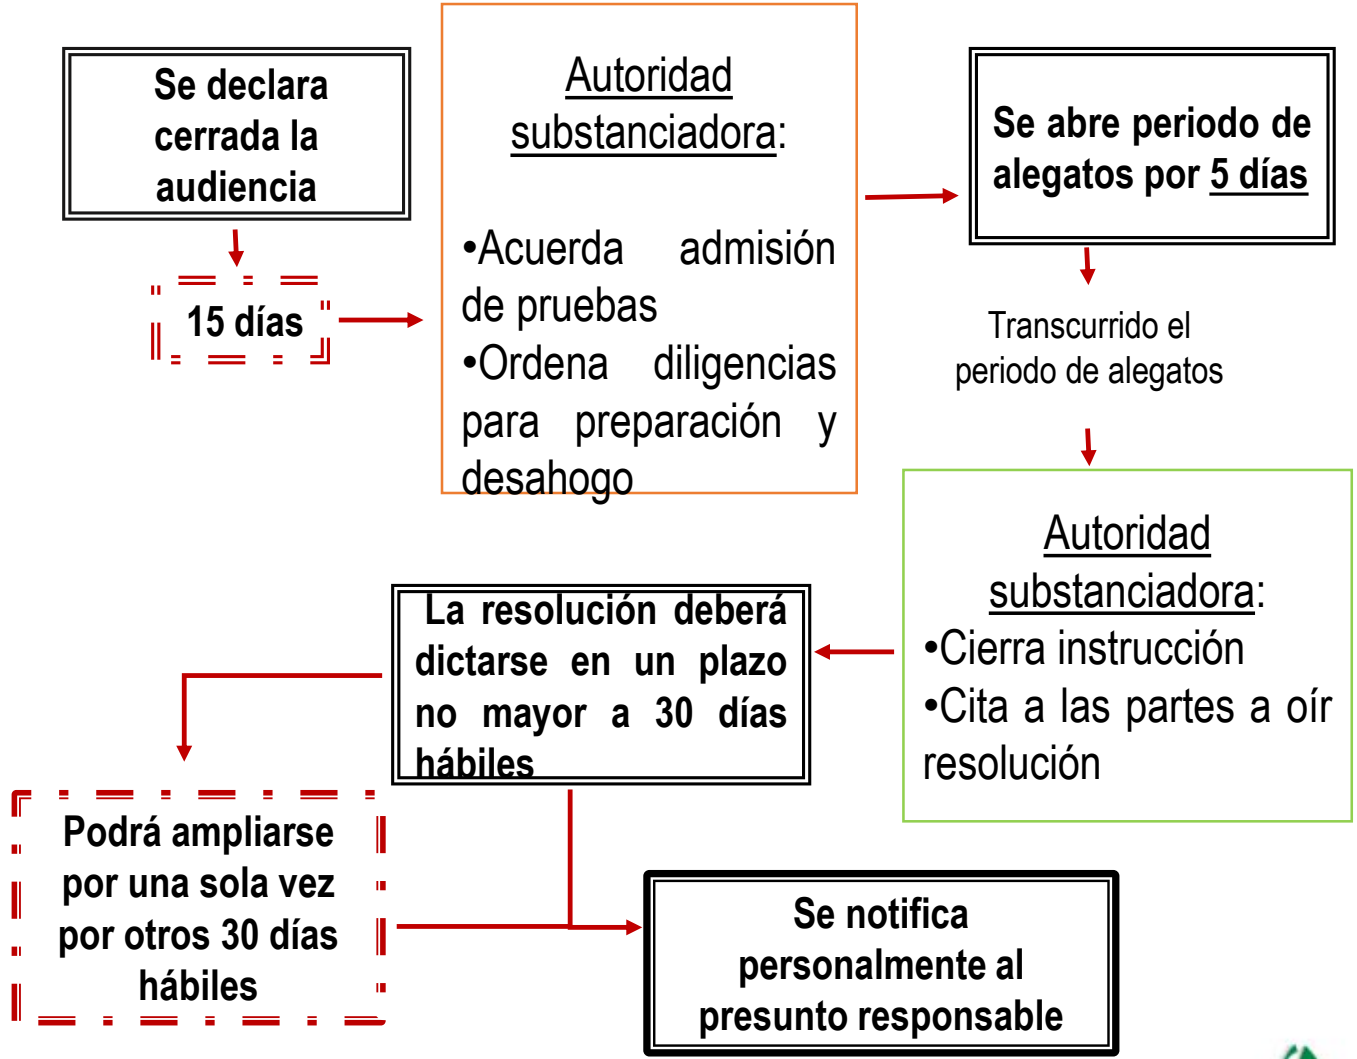 Se declara
cerrada la
audiencia
15 días
Autoridad
substanciadora:
•Acuerda admisión
de pruebas
•Ordena diligencias
para preparación y
desahogo
Se abre periodo de
alegatos por 5 días
Transcurrido el
periodo de alegatos
Autoridad
substanciadora:
•Cierra instrucción
•Cita a las partes a oír
resolución
La resolución deberá
dictarse en un plazo
no mayor a 30 días
hábiles
Podrá ampliarse
por una sola vez
por otros 30 días
hábiles
Se notifica
personalmente al
presunto responsable